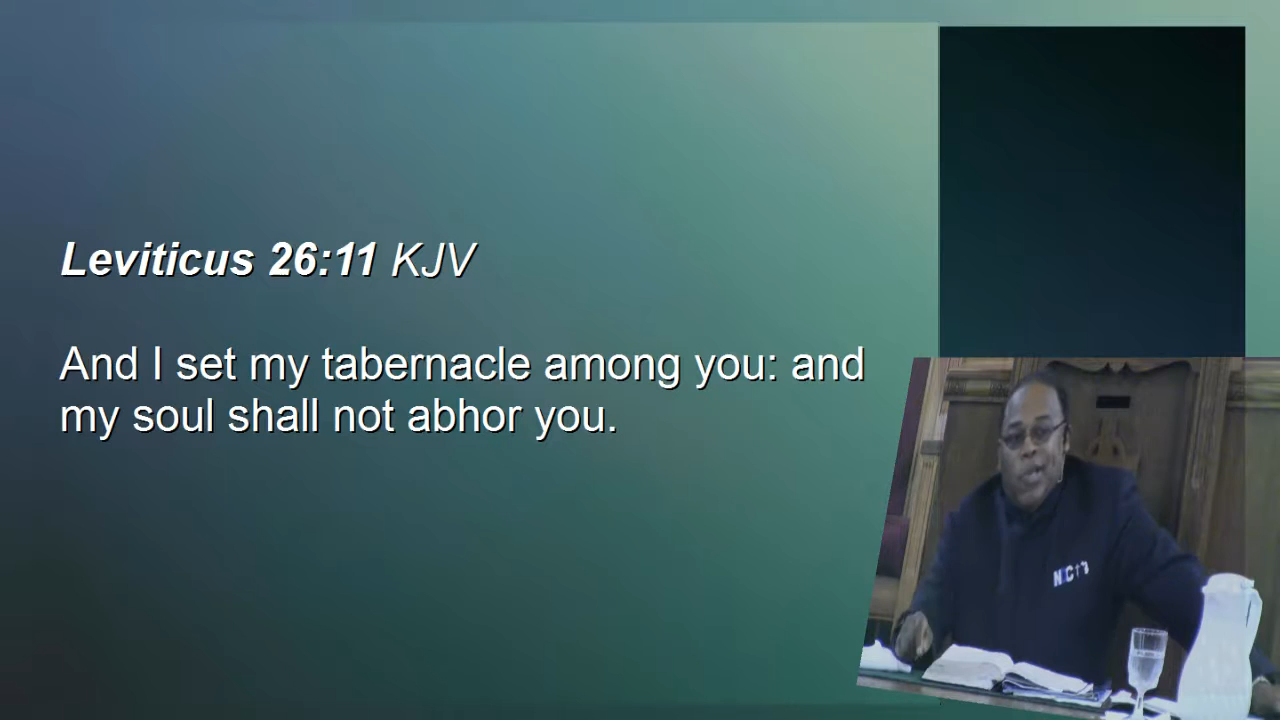 Leviticus 26:11 KJV
And I set my tabernacle among you: and
my soul shall not abhor you.